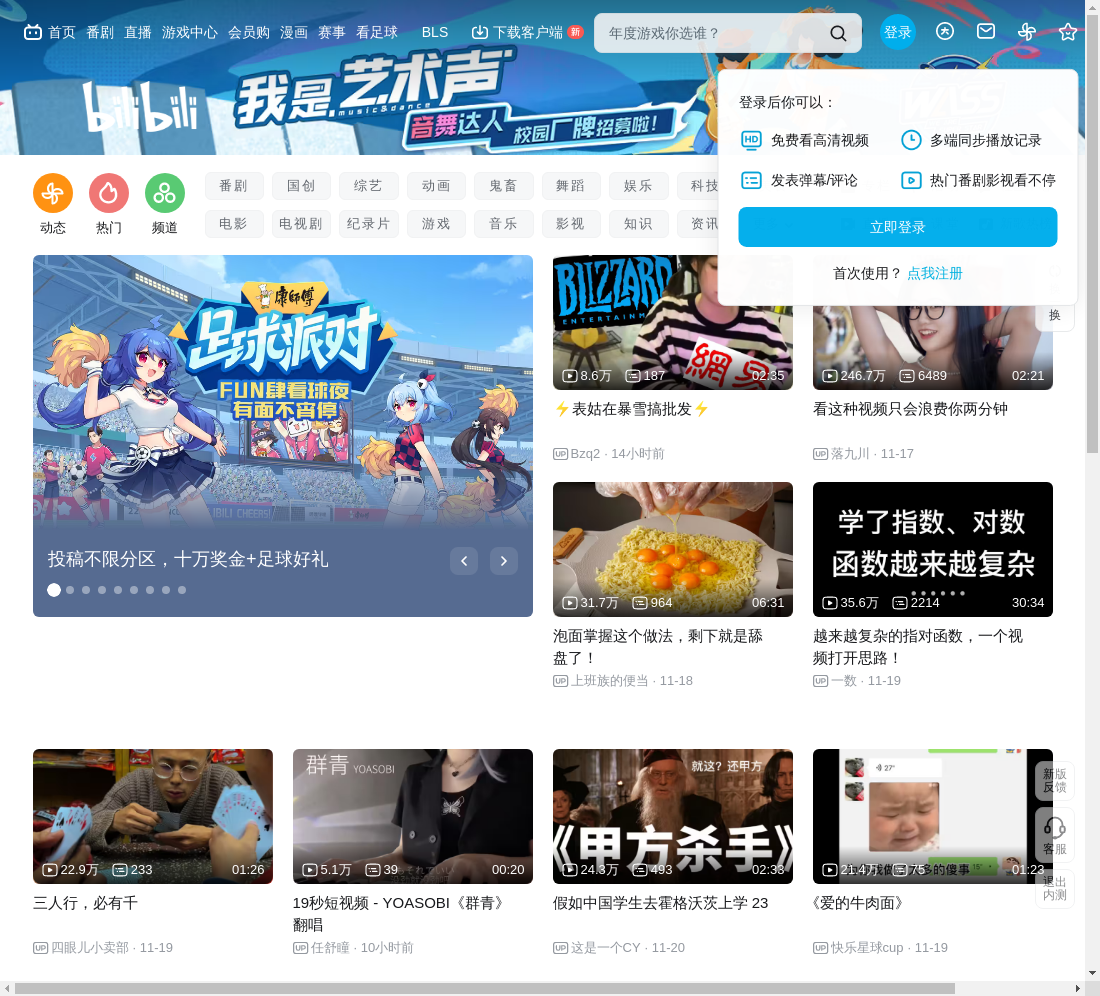 首页 番剧 直播 游戏中心 会员购 漫画 赛事 看足球 BLS 下载客户端 新
年度游戏你选谁？
登录
bilibili
我是艺术声
music&dance
音舞达人 校园厂牌招募啦！
登录后你可以：
HD 免费看高清视频 多端同步播放记录
发表弹幕/评论 热门番剧影视看不停
立即登录
首次使用？ 点我注册
动态 热门 频道
番剧 国创 综艺 动画 鬼畜 舞蹈 娱乐 科技
电影 电视剧 纪录片 游戏 音乐 影视 知识 资讯
换
康师傅
足球派对
FUN肆看球夜
有面不宵停
BILIBILI CHEERS!
投稿不限分区，十万奖金+足球好礼
BLIZZARD
ENTERTAINM
網
8.6万 187 02:35
⚡表姑在暴雪搞批发⚡
UP Bzq2 · 14小时前
246.7万 6489 02:21
看这种视频只会浪费你两分钟
UP 落九川 · 11-17
31.7万 964 06:31
泡面掌握这个做法，剩下就是舔
盘了！
UP 上班族的便当 · 11-18
学了指数、对数
函数越来越复杂
35.6万 2214 30:34
越来越复杂的指对函数，一个视
频打开思路！
UP 一数 · 11-19
22.9万 233 01:26
三人行，必有千
UP 四眼儿小卖部 · 11-19
群青 YOASOBI
5.1万 39 00:20
19秒短视频 - YOASOBI《群青》
翻唱
UP 任舒瞳 · 10小时前
就这？还甲方
《甲方杀手》
24.3万 493 02:33
假如中国学生去霍格沃茨上学 23
UP 这是一个CY · 11-20
27"
15"
21.4万 75 01:23
《爱的牛肉面》
UP 快乐星球cup · 11-19
新版
反馈
客服
退出
内测